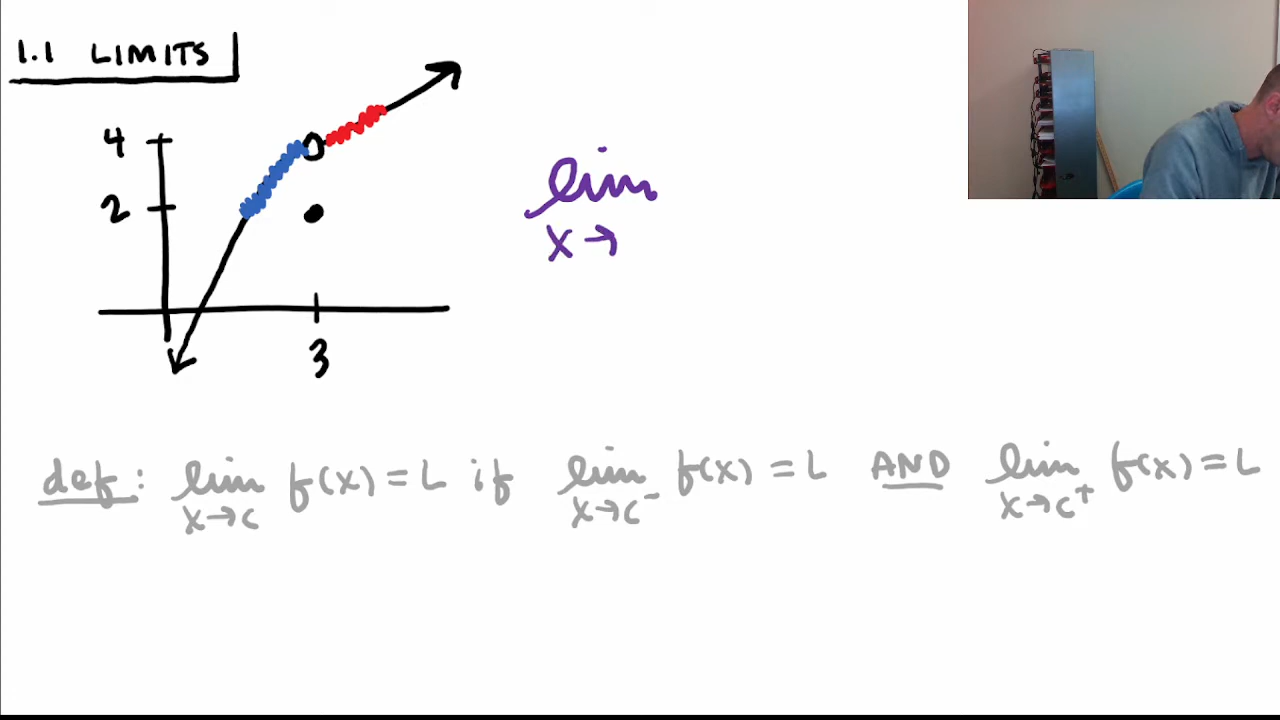 1.1 LIMITS
4
2
3
lim
x→
def: lim f(x) = L if lim f(x) = L AND lim f(x) = L
x→c x→c⁻ x→c⁺